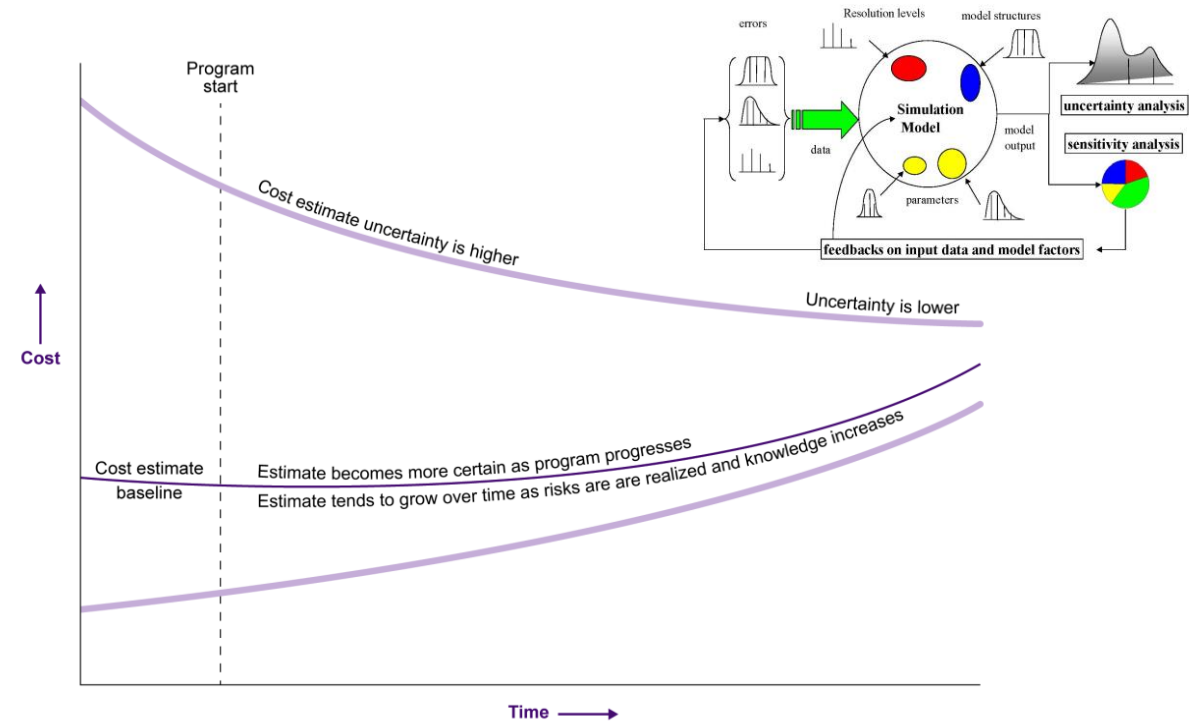 errors
Resolution levels
model structures
Simulation
Model
data
parameters
model
output
uncertainty analysis
sensitivity analysis
feedbacks on input data and model factors
Program
start
Cost estimate uncertainty is higher
Uncertainty is lower
Cost
Cost estimate
baseline
Estimate becomes more certain as program progresses
Estimate tends to grow over time as risks are are realized and knowledge increases
Time